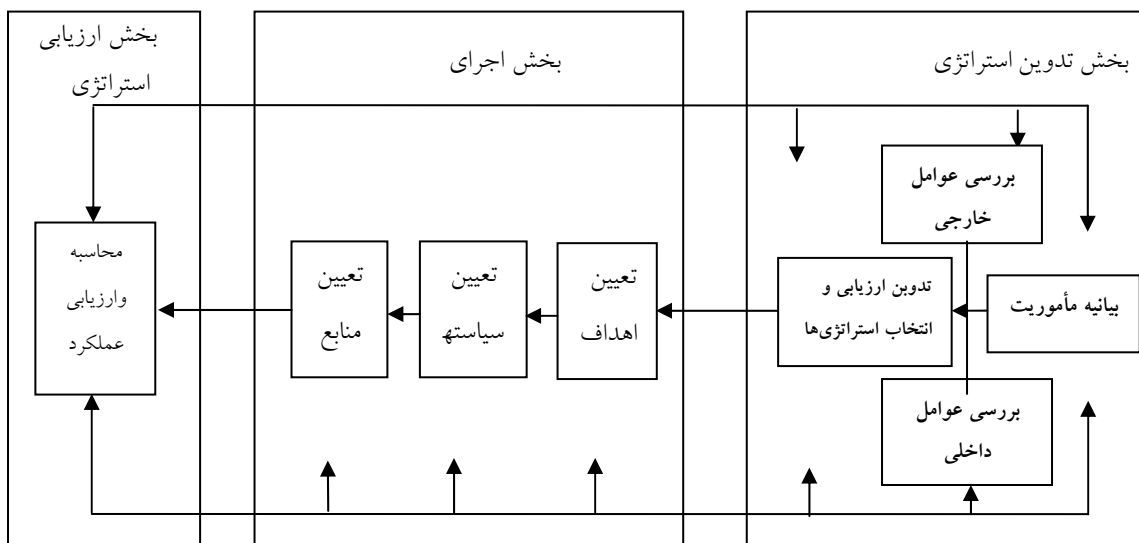 بخش تدوین استراتژی
بررسی عوامل
خارجی
بیانیه مأموریت
تدوبن ارزیابی و
انتخاب استراتژی‌ها
بررسی عوامل
داخلی
بخش اجرای
تعیین
اهداف
تعیین
سیاسته
تعیین
منابع
بخش ارزیابی
استراتژی
محاسبه
وارزیابی
عملکرد